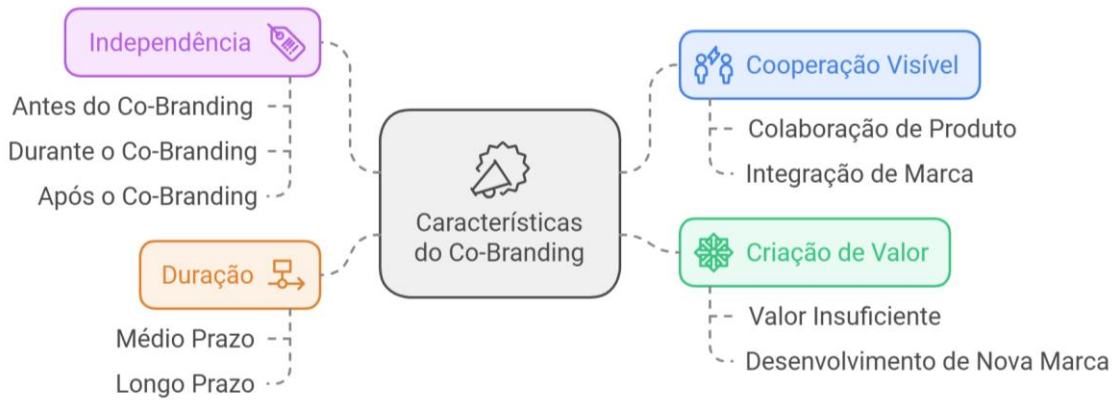 Independência
Antes do Co-Branding
Durante o Co-Branding
Após o Co-Branding
Duração
Médio Prazo
Longo Prazo
Características
do Co-Branding
Cooperação Visível
Colaboração de Produto
Integração de Marca
Criação de Valor
Valor Insuficiente
Desenvolvimento de Nova Marca